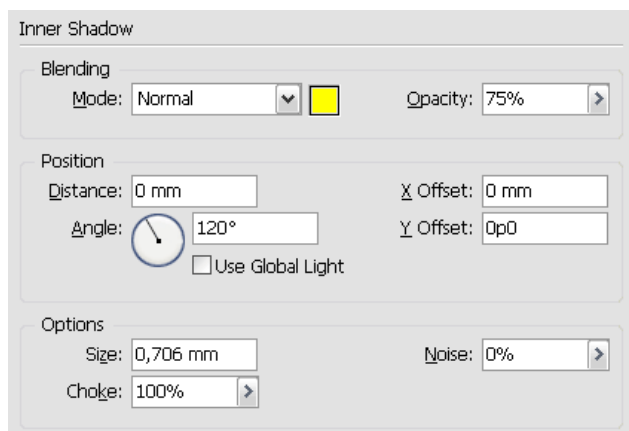 Inner Shadow
Blending
Mode: Normal Opacity: 75%
Position
Distance: 0 mm X Offset: 0 mm
Angle: 120° Y Offset: 0p0
Use Global Light
Options
Size: 0,706 mm Noise: 0%
Choke: 100%